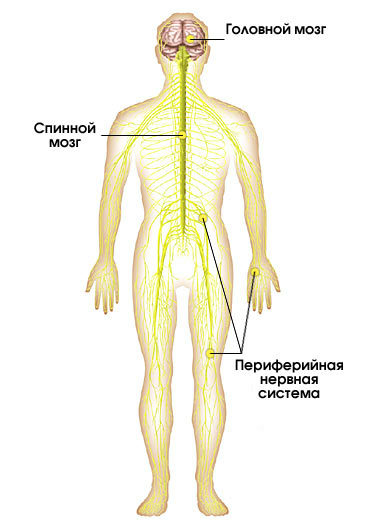 Головной мозг
Спинной
мозг
Периферийная
нервная
система